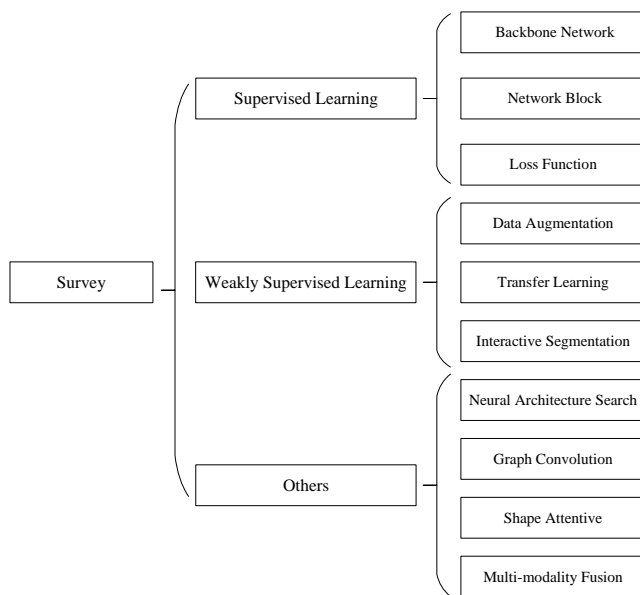 Survey
Supervised Learning
Backbone Network
Network Block
Loss Function
Weakly Supervised Learning
Data Augmentation
Transfer Learning
Interactive Segmentation
Others
Neural Architecture Search
Graph Convolution
Shape Attentive
Multi-modality Fusion